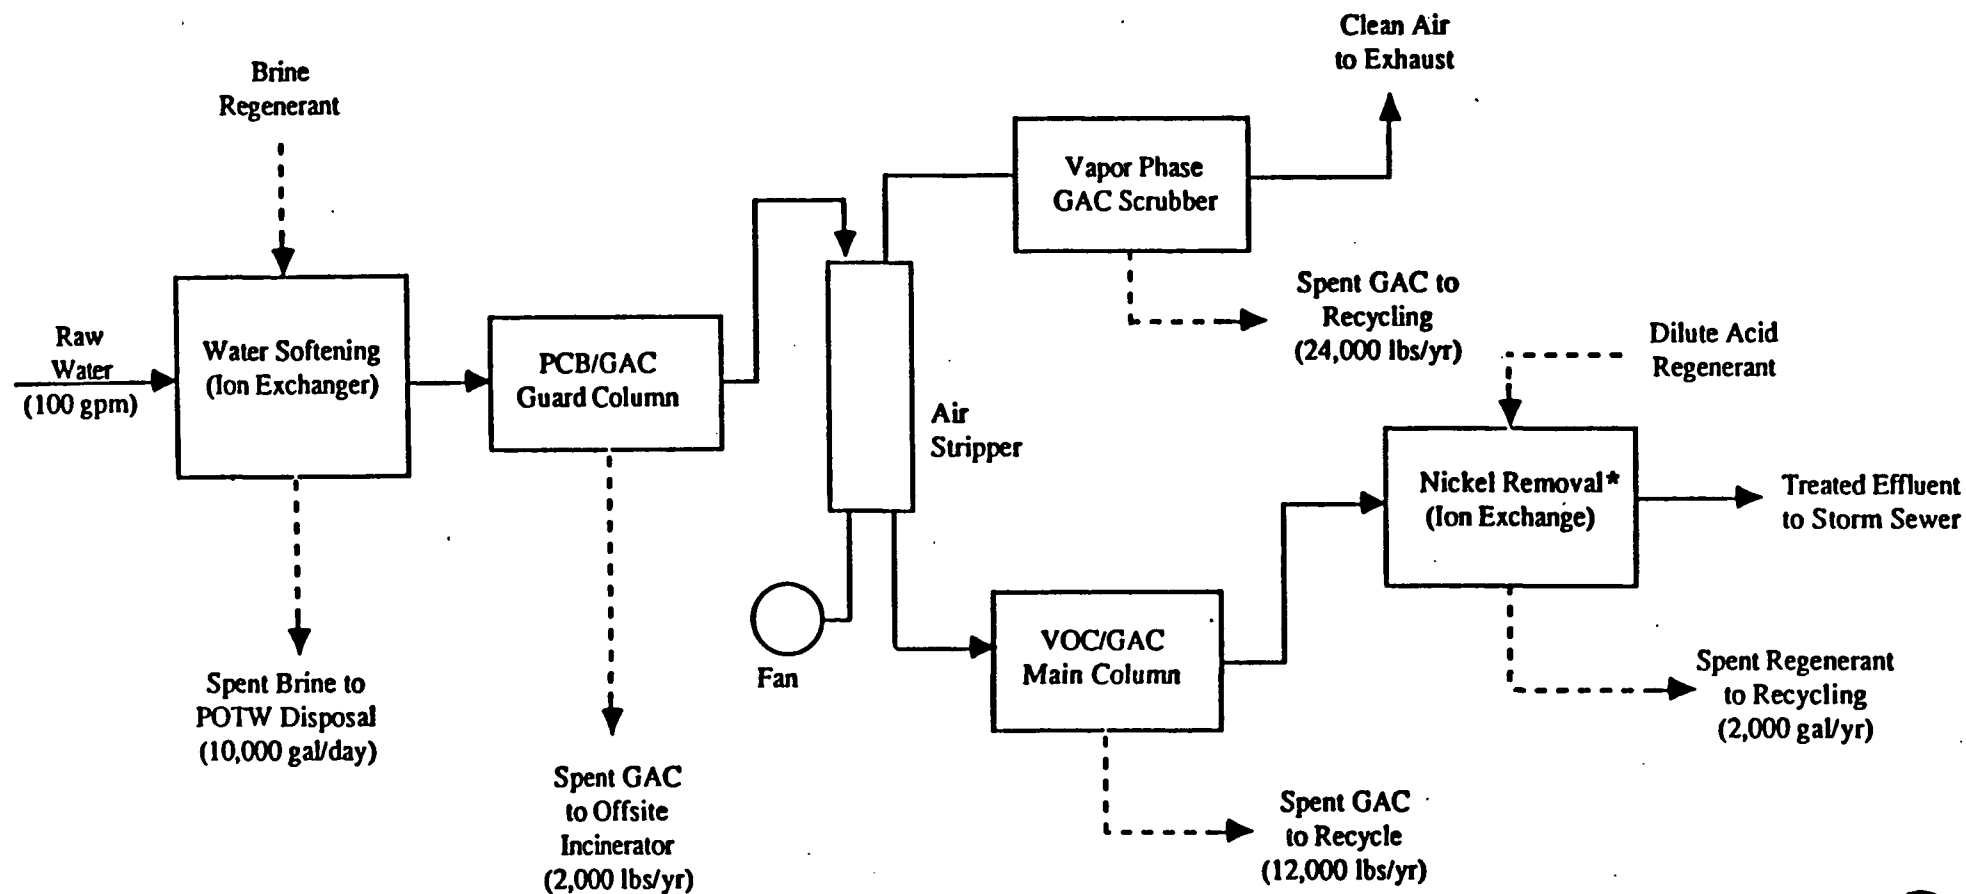 Clean Air
to Exhaust
Brine
Regenerant
Vapor Phase
GAC Scrubber
Spent GAC to
Recycling
(24,000 lbs/yr)
Dilute Acid
Regenerant
Raw
Water
(100 gpm)
Water Softening
(Ion Exchanger)
PCB/GAC
Guard Column
Air
Stripper
Nickel Removal*
(Ion Exchange)
Treated Effluent
to Storm Sewer
Fan
VOC/GAC
Main Column
Spent Brine to
POTW Disposal
(10,000 gal/day)
Spent Regenerant
to Recycling
(2,000 gal/yr)
Spent GAC
to Offsite
Incinerator
(2,000 lbs/yr)
Spent GAC
to Recycle
(12,000 lbs/yr)